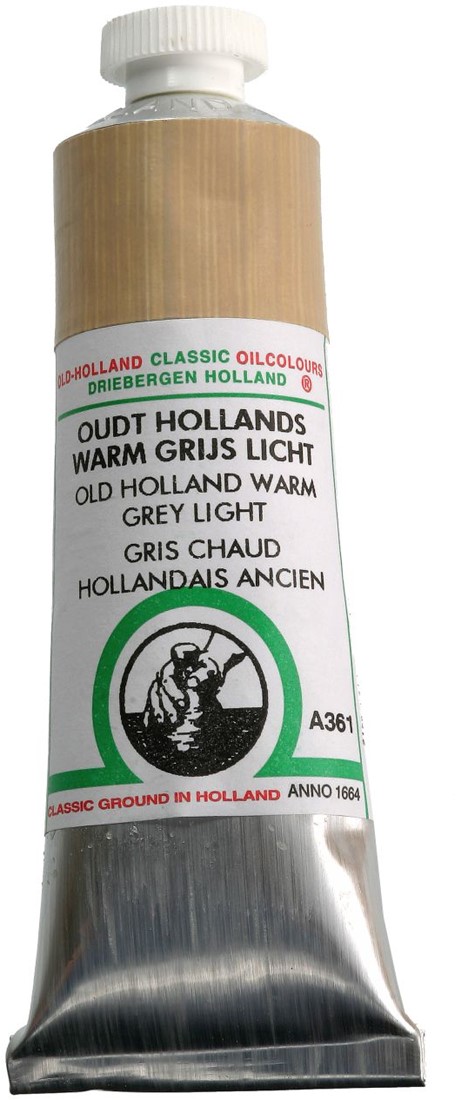 OLD-HOLLAND CLASSIC OILCOLOURS
DRIEBERGEN HOLLAND ®
OUDT HOLLANDS
WARM GRIJS LICHT
OLD HOLLAND WARM
GREY LIGHT
GRIS CHAUD
HOLLANDAIS ANCIEN
A361
CLASSIC GROUND IN HOLLAND ANNO 1664